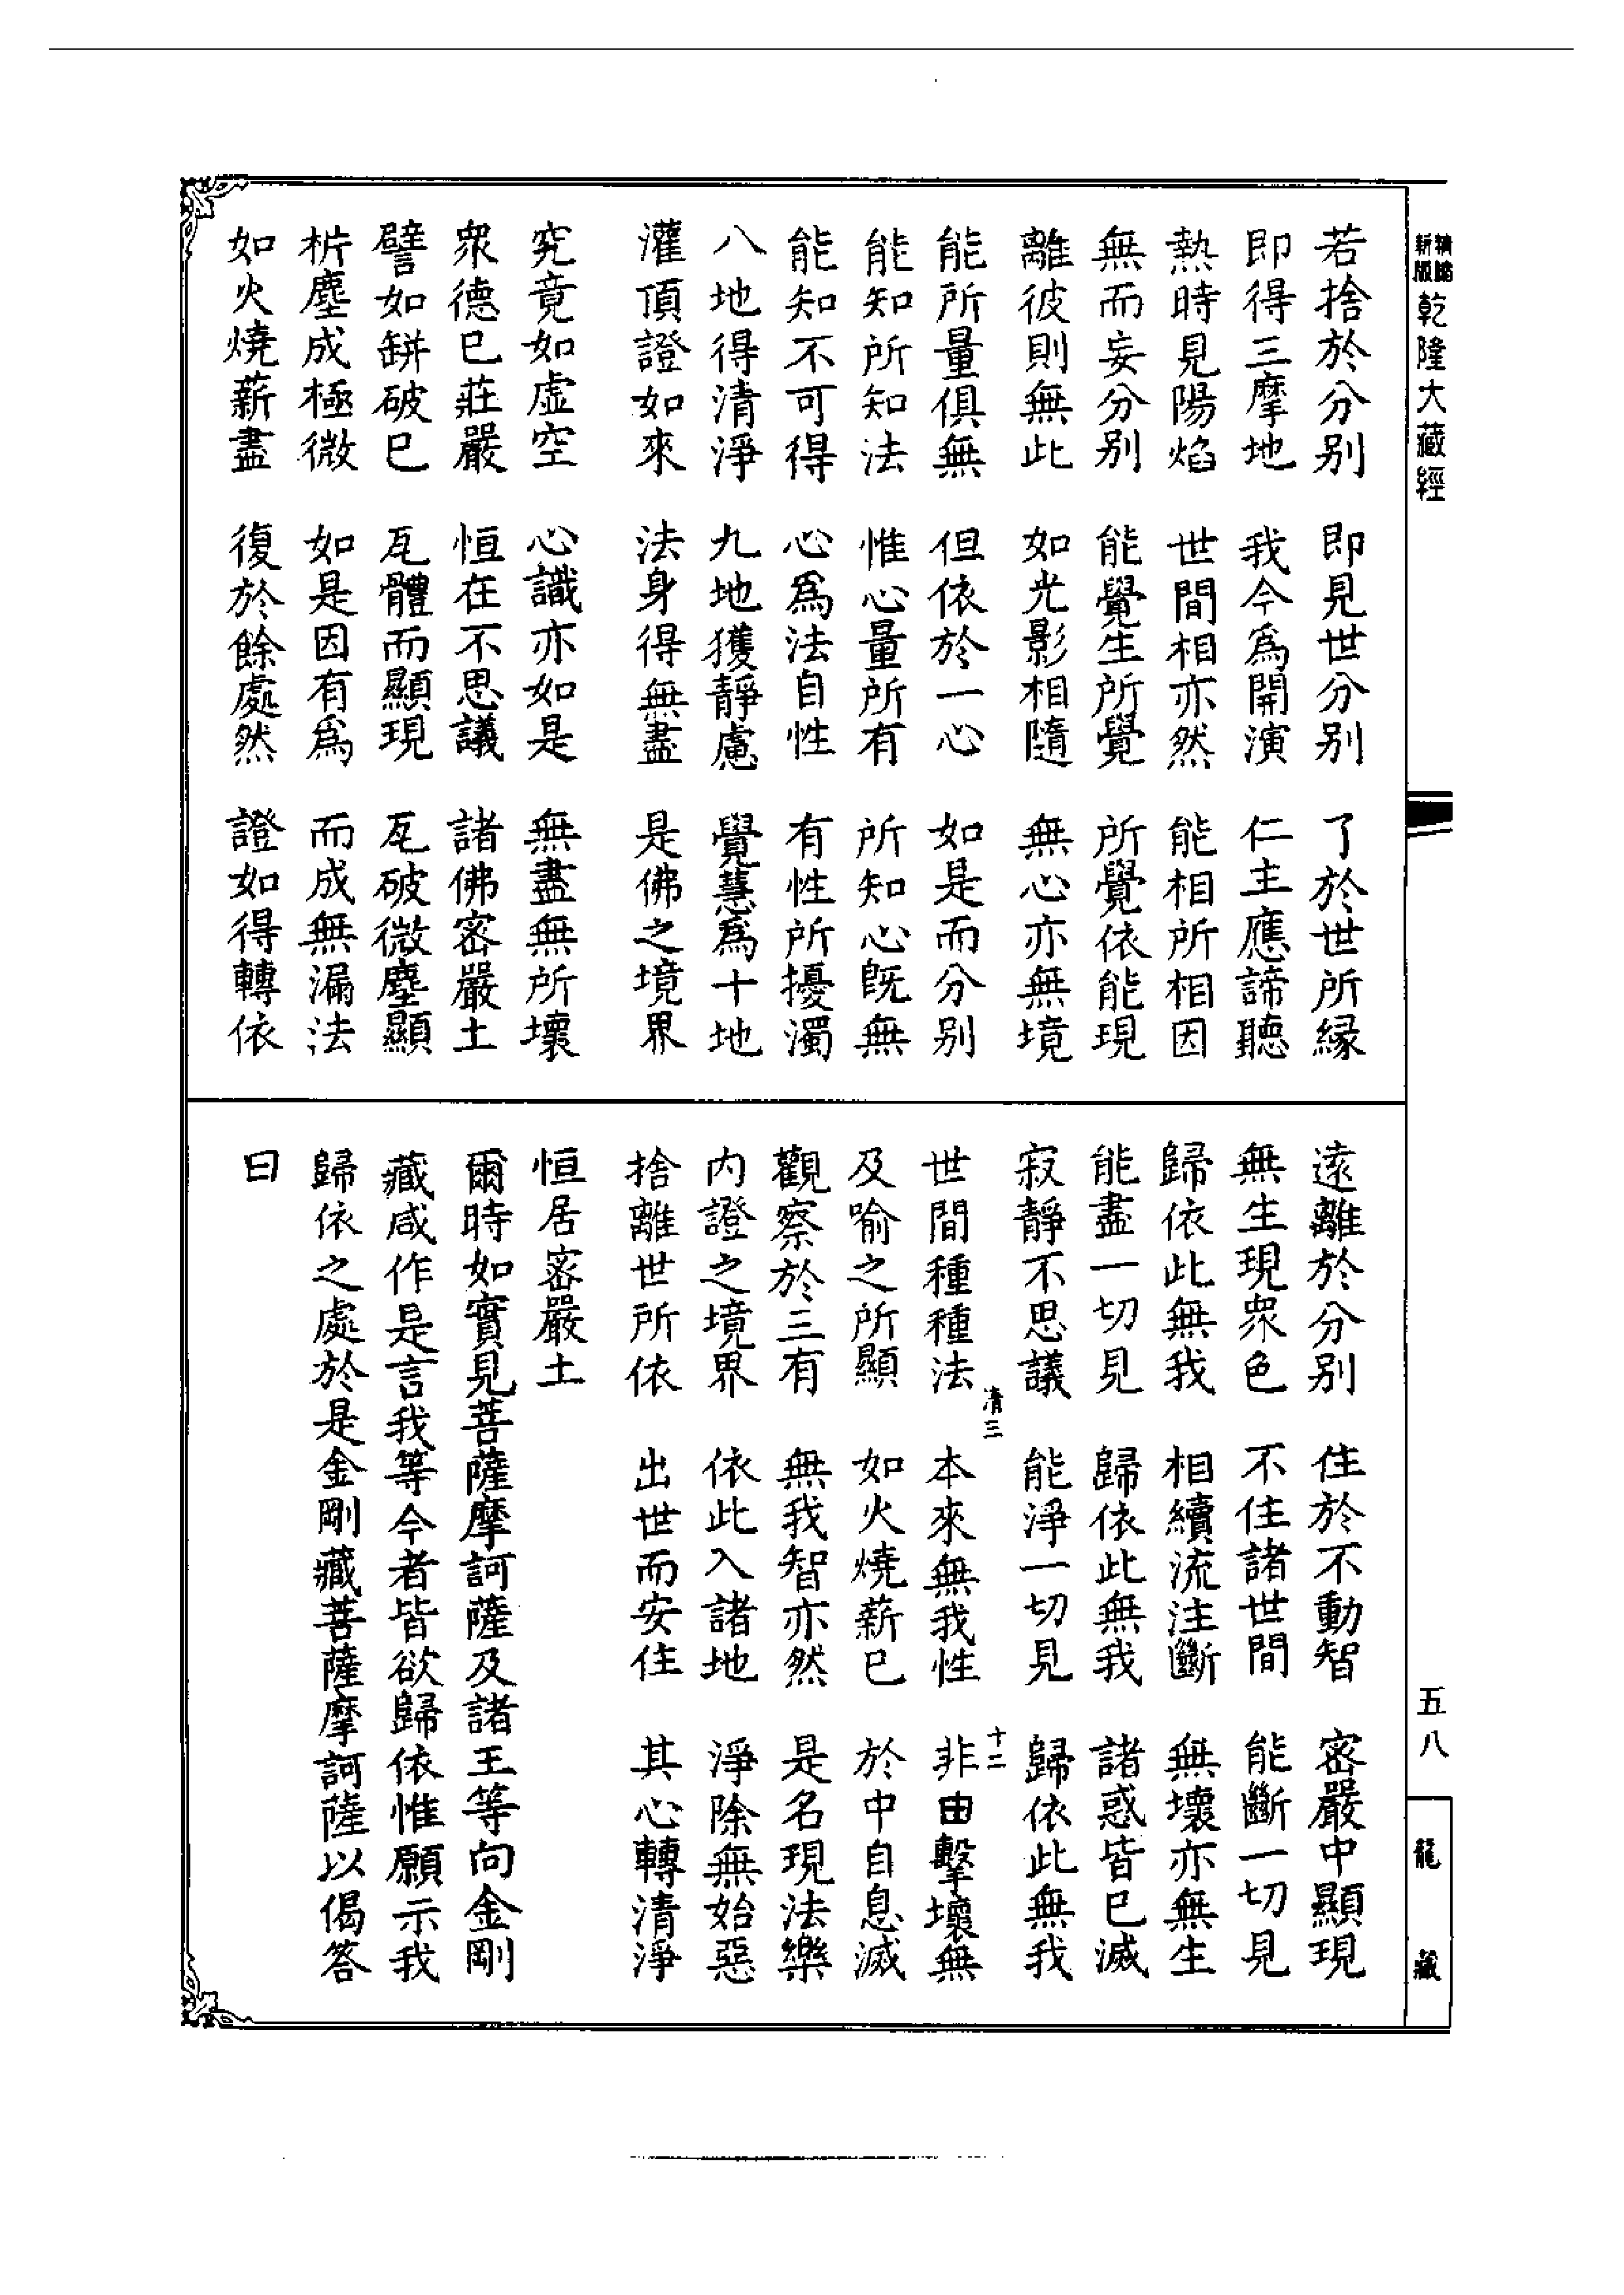 新版 精縮 乾隆大藏經
若捨於分别 即見世分别 了於世所緣
即得三摩地 我今爲開演 仁主應諦聽
熱時見陽焰 世間相亦然 能相所相因
無而妄分别 能覺生所覺 所覺依能現
離彼則無此 如光影相隨 無心亦無境
能所量俱無 但依於一心 如是而分别
能知所知法 惟心量所有 所知心既無
能知不可得 心爲法自性 有性所擾濁
八地得清淨 九地獲靜慮 覺慧爲十地
灌頂證如來 法身得無盡 是佛之境界
究竟如虛空 心識亦如是 無盡無所壞
衆德已莊嚴 恒在不思議 諸佛密嚴土
譬如缾破已 瓦體而顯現 瓦破微塵顯
析塵成極微 如是因有爲 而成無漏法
如火燒薪盡 復於餘處然 證如得轉依
遠離於分别 住於不動智 密嚴中顯現
無生現衆色 不住諸世間 能斷一切見
歸依此無我 相續流注斷 無壞亦無生
能盡一切見 歸依此無我 諸惑皆已滅
寂靜不思議 能淨一切見 歸依此無我
清三 十二
世間種種法 本來無我性 非由擊壞無
及喻之所顯 如火燒薪已 於中自息滅
觀察於三有 無我智亦然 是名現法樂
内證之境界 依此入諸地 淨除無始惡
捨離世所依 出世而安住 其心轉清淨
恒居密嚴土
爾時如實見菩薩摩訶薩及諸王等向金剛
藏咸作是言我等今者皆欲歸依惟願示我
歸依之處於是金剛藏菩薩摩訶薩以偈答
曰
五八
龍藏